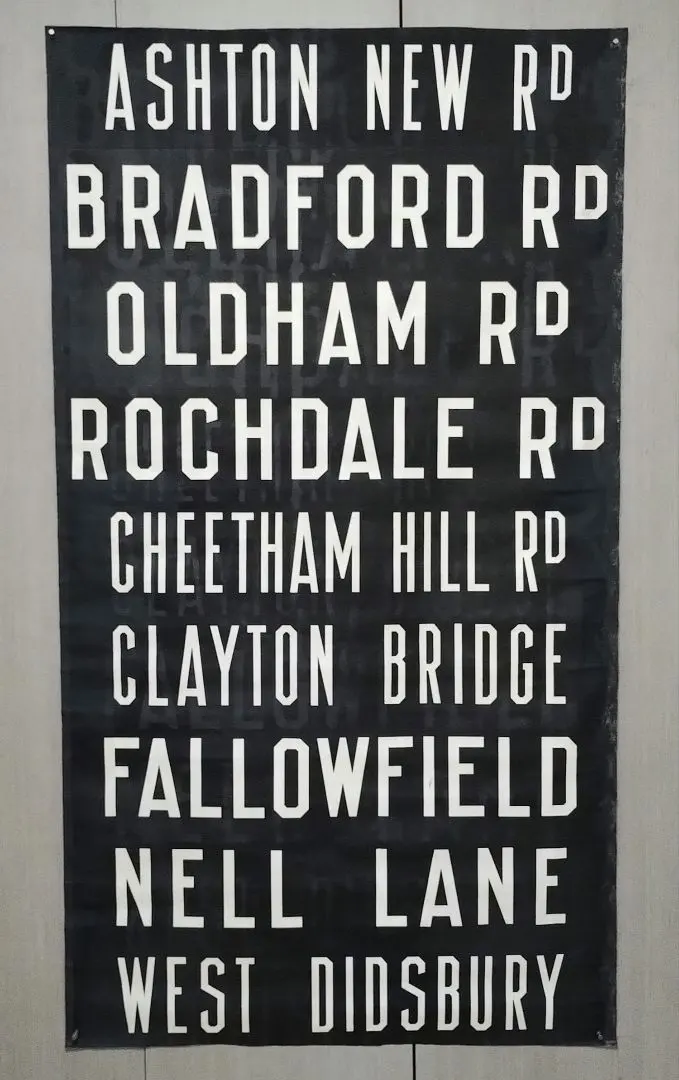 ASHTON NEW RD
BRADFORD RD
OLDHAM RD
ROCHDALE RD
CHEETHAM HILL RD
CLAYTON BRIDGE
FALLOWFIELD
NELL LANE
WEST DIDSBURY